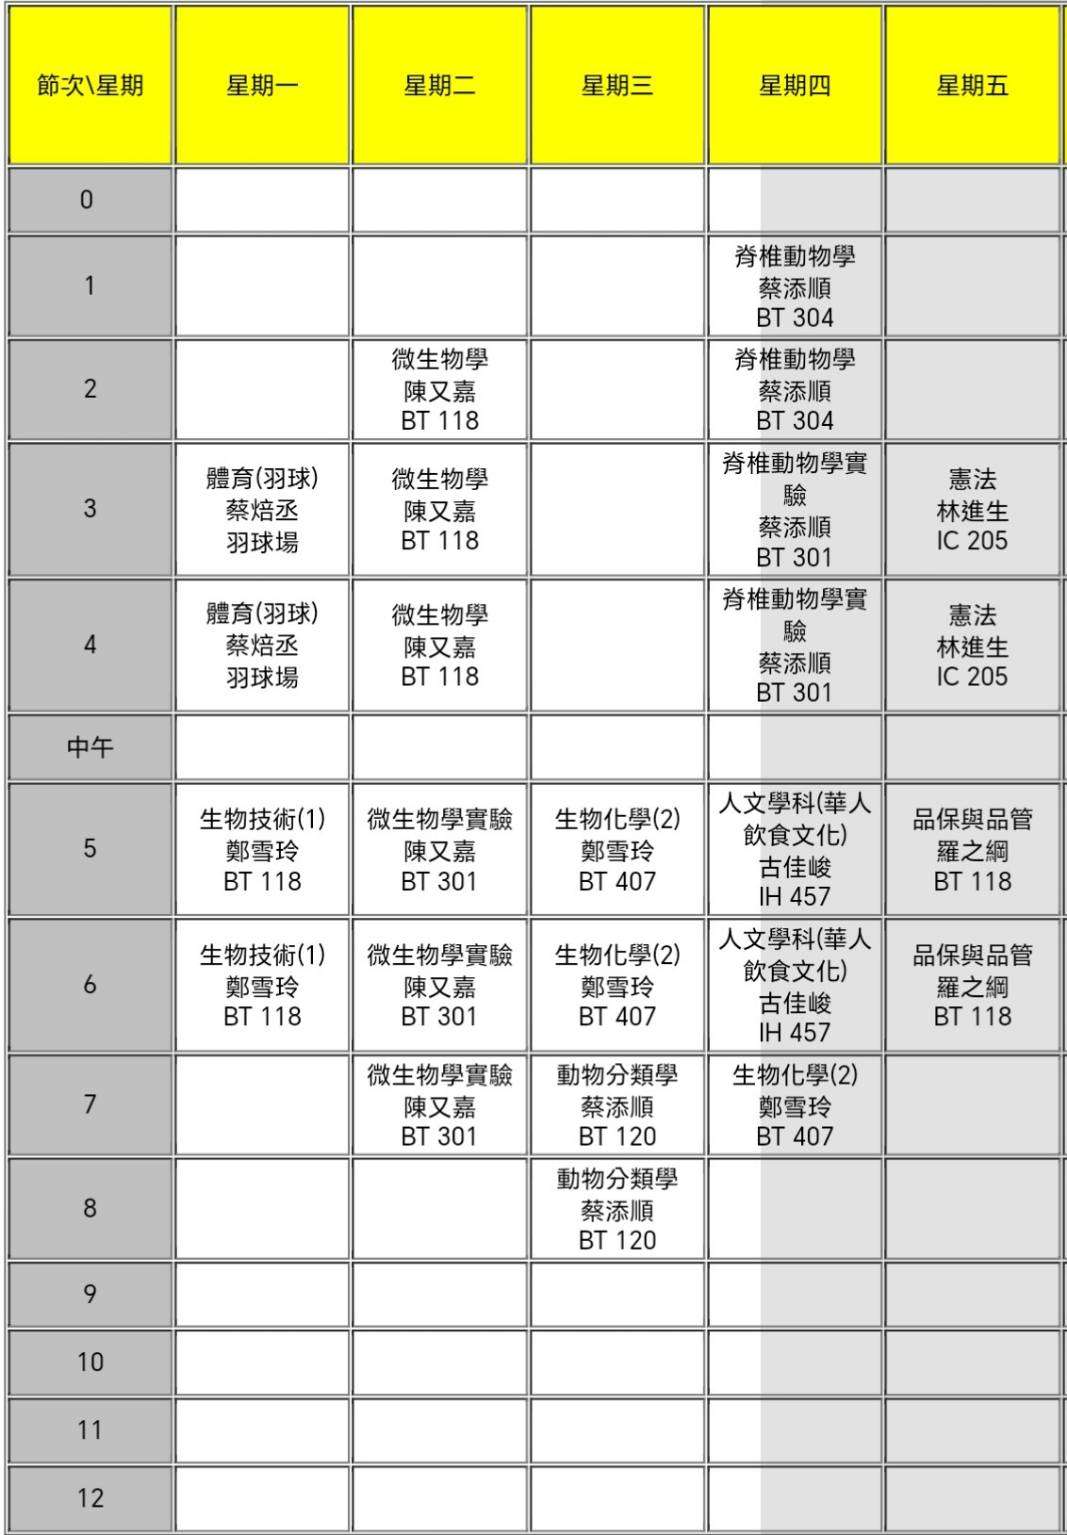 節次\星期 星期一 星期二 星期三 星期四 星期五
0
1
脊椎動物學
蔡添順
BT 304
2
微生物學
陳又嘉
BT 118
脊椎動物學
蔡添順
BT 304
3
體育(羽球)
蔡焙丞
羽球場
微生物學
陳又嘉
BT 118
脊椎動物學實
驗
蔡添順
BT 301
憲法
林進生
IC 205
4
體育(羽球)
蔡焙丞
羽球場
微生物學
陳又嘉
BT 118
脊椎動物學實
驗
蔡添順
BT 301
憲法
林進生
IC 205
中午
5
生物技術(1)
鄭雪玲
BT 118
微生物學實驗
陳又嘉
BT 301
生物化學(2)
鄭雪玲
BT 407
人文學科(華人
飲食文化)
古佳峻
IH 457
品保與品管
羅之綱
BT 118
6
生物技術(1)
鄭雪玲
BT 118
微生物學實驗
陳又嘉
BT 301
生物化學(2)
鄭雪玲
BT 407
人文學科(華人
飲食文化)
古佳峻
IH 457
品保與品管
羅之綱
BT 118
7
微生物學實驗
陳又嘉
BT 301
動物分類學
蔡添順
BT 120
生物化學(2)
鄭雪玲
BT 407
8
動物分類學
蔡添順
BT 120
9
10
11
12